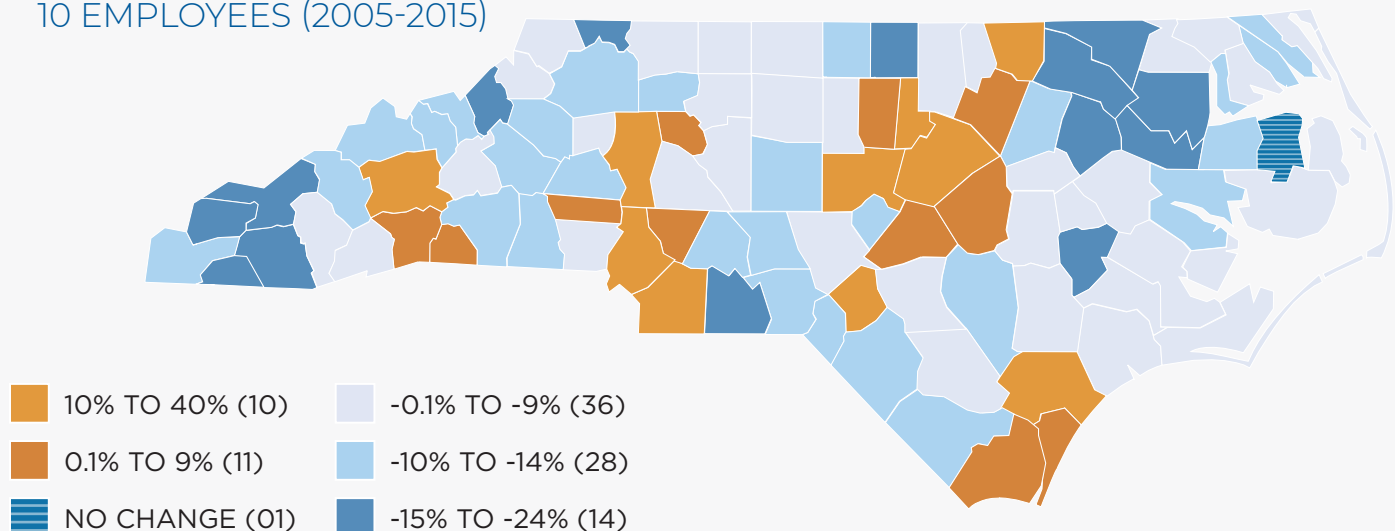 10 EMPLOYEES (2005-2015)
10% TO 40% (10)
0.1% TO 9% (11)
NO CHANGE (01)
-0.1% TO -9% (36)
-10% TO -14% (28)
-15% TO -24% (14)